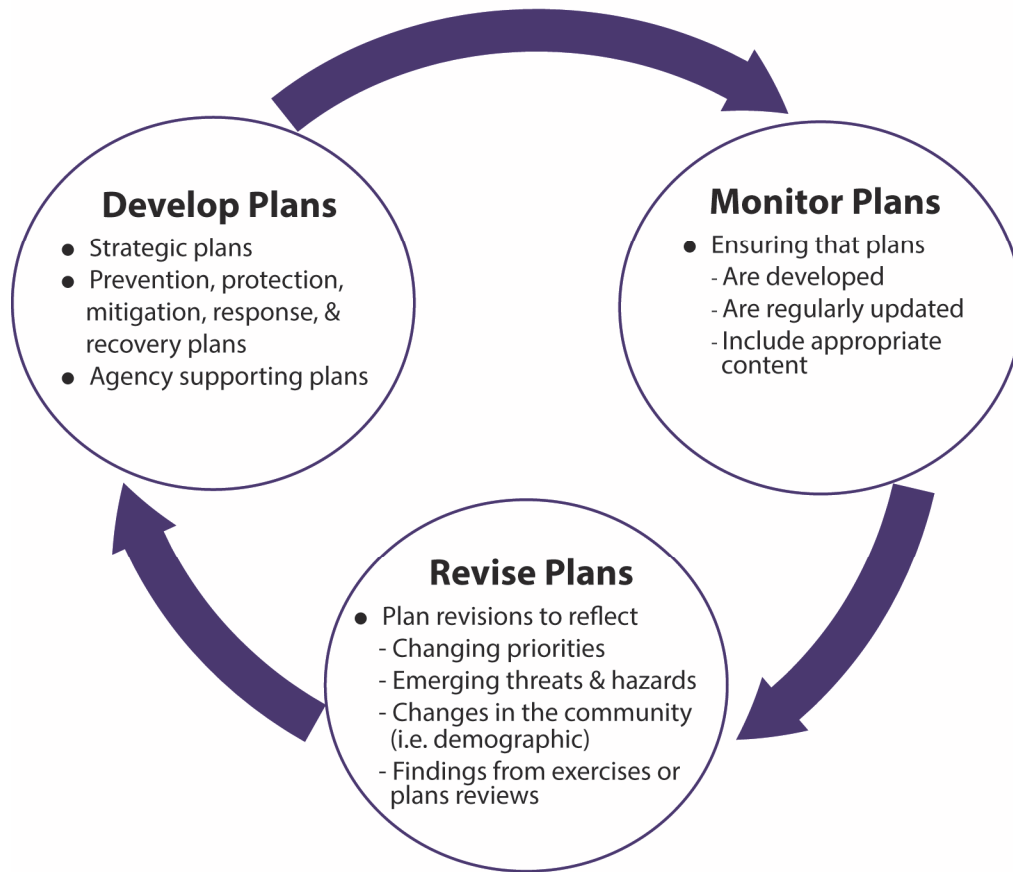 Develop Plans
● Strategic plans
● Prevention, protection,
mitigation, response, &
recovery plans
● Agency supporting plans
Monitor Plans
● Ensuring that plans
- Are developed
- Are regularly updated
- Include appropriate
content
Revise Plans
● Plan revisions to reflect
- Changing priorities
- Emerging threats & hazards
- Changes in the community
(i.e. demographic)
- Findings from exercises or
plans reviews